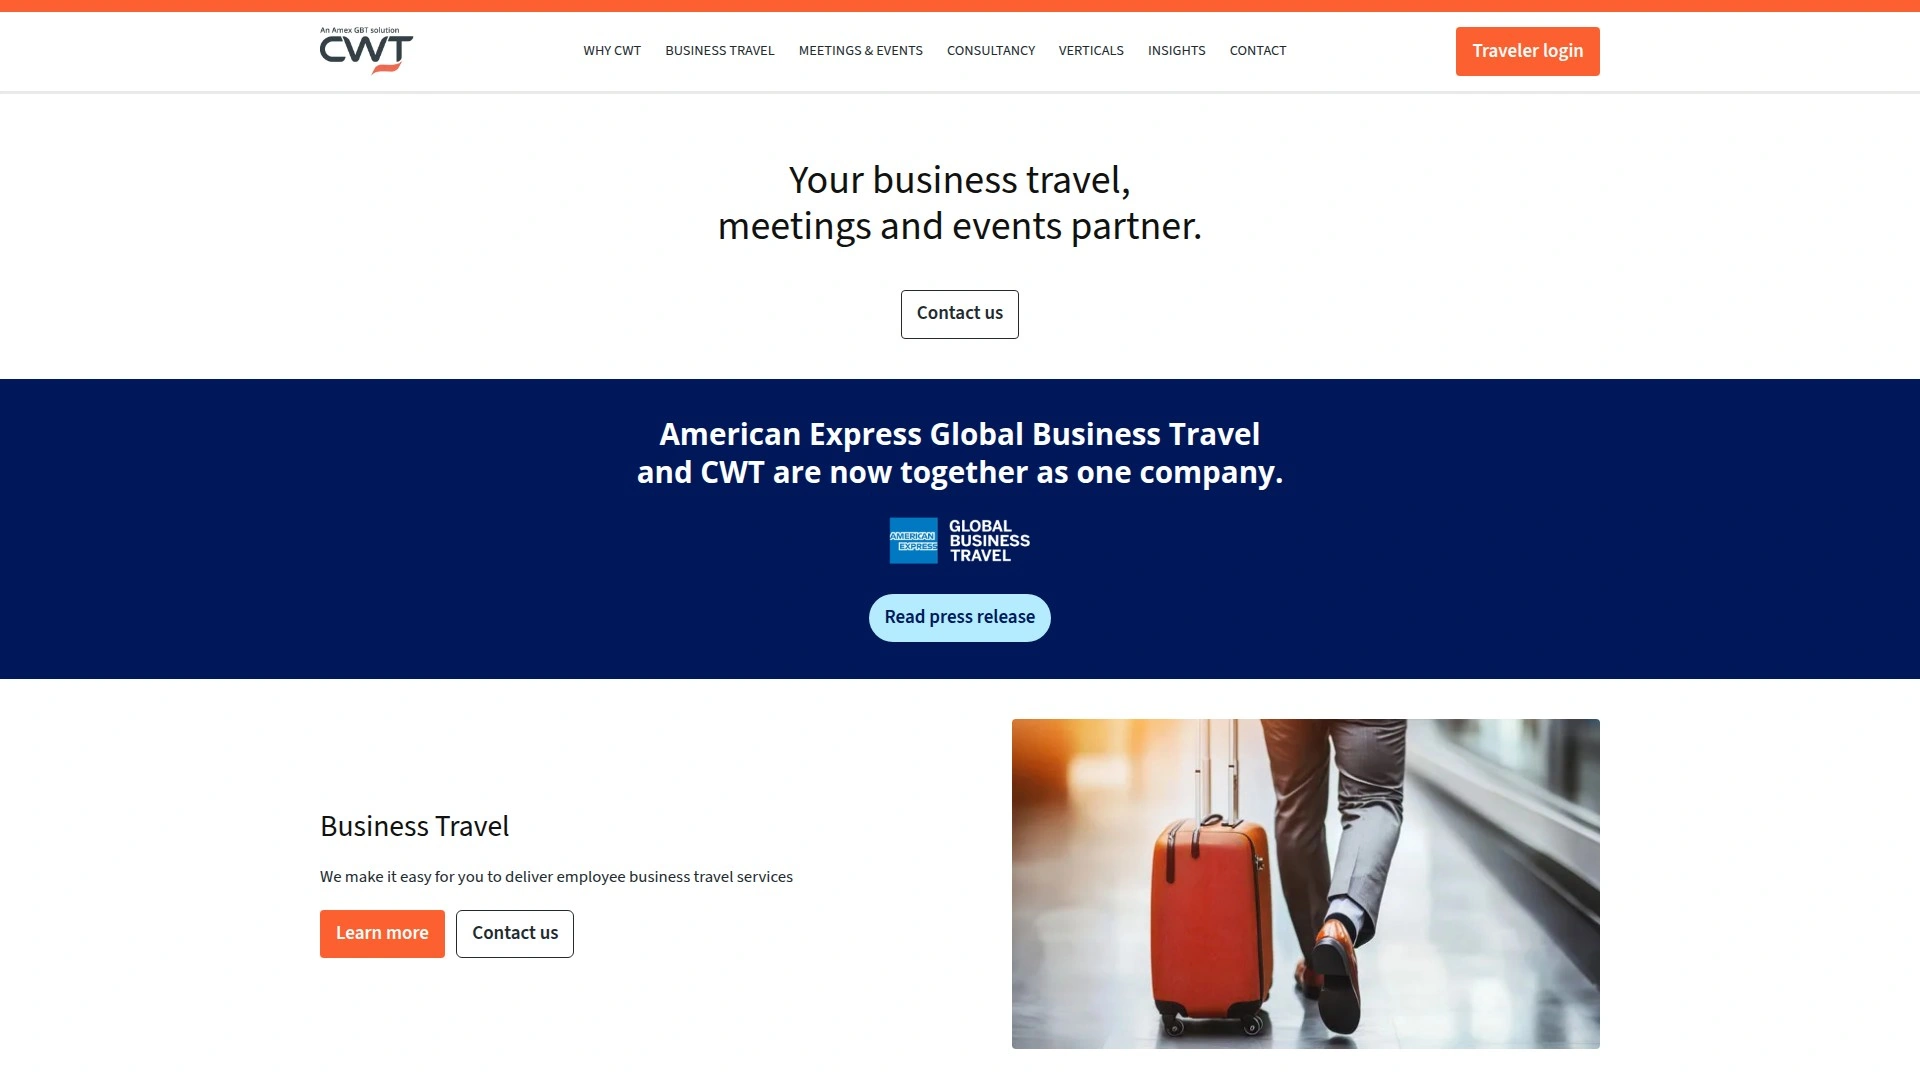 An Amex GBT solution
CWT
WHY CWT
BUSINESS TRAVEL
MEETINGS & EVENTS
CONSULTANCY
VERTICALS
INSIGHTS
CONTACT
Traveler login
Your business travel,
meetings and events partner.
Contact us
American Express Global Business Travel
and CWT are now together as one company.
AMERICAN
EXPRESS
GLOBAL
BUSINESS
TRAVEL
Read press release
Business Travel
We make it easy for you to deliver employee business travel services
Learn more
Contact us